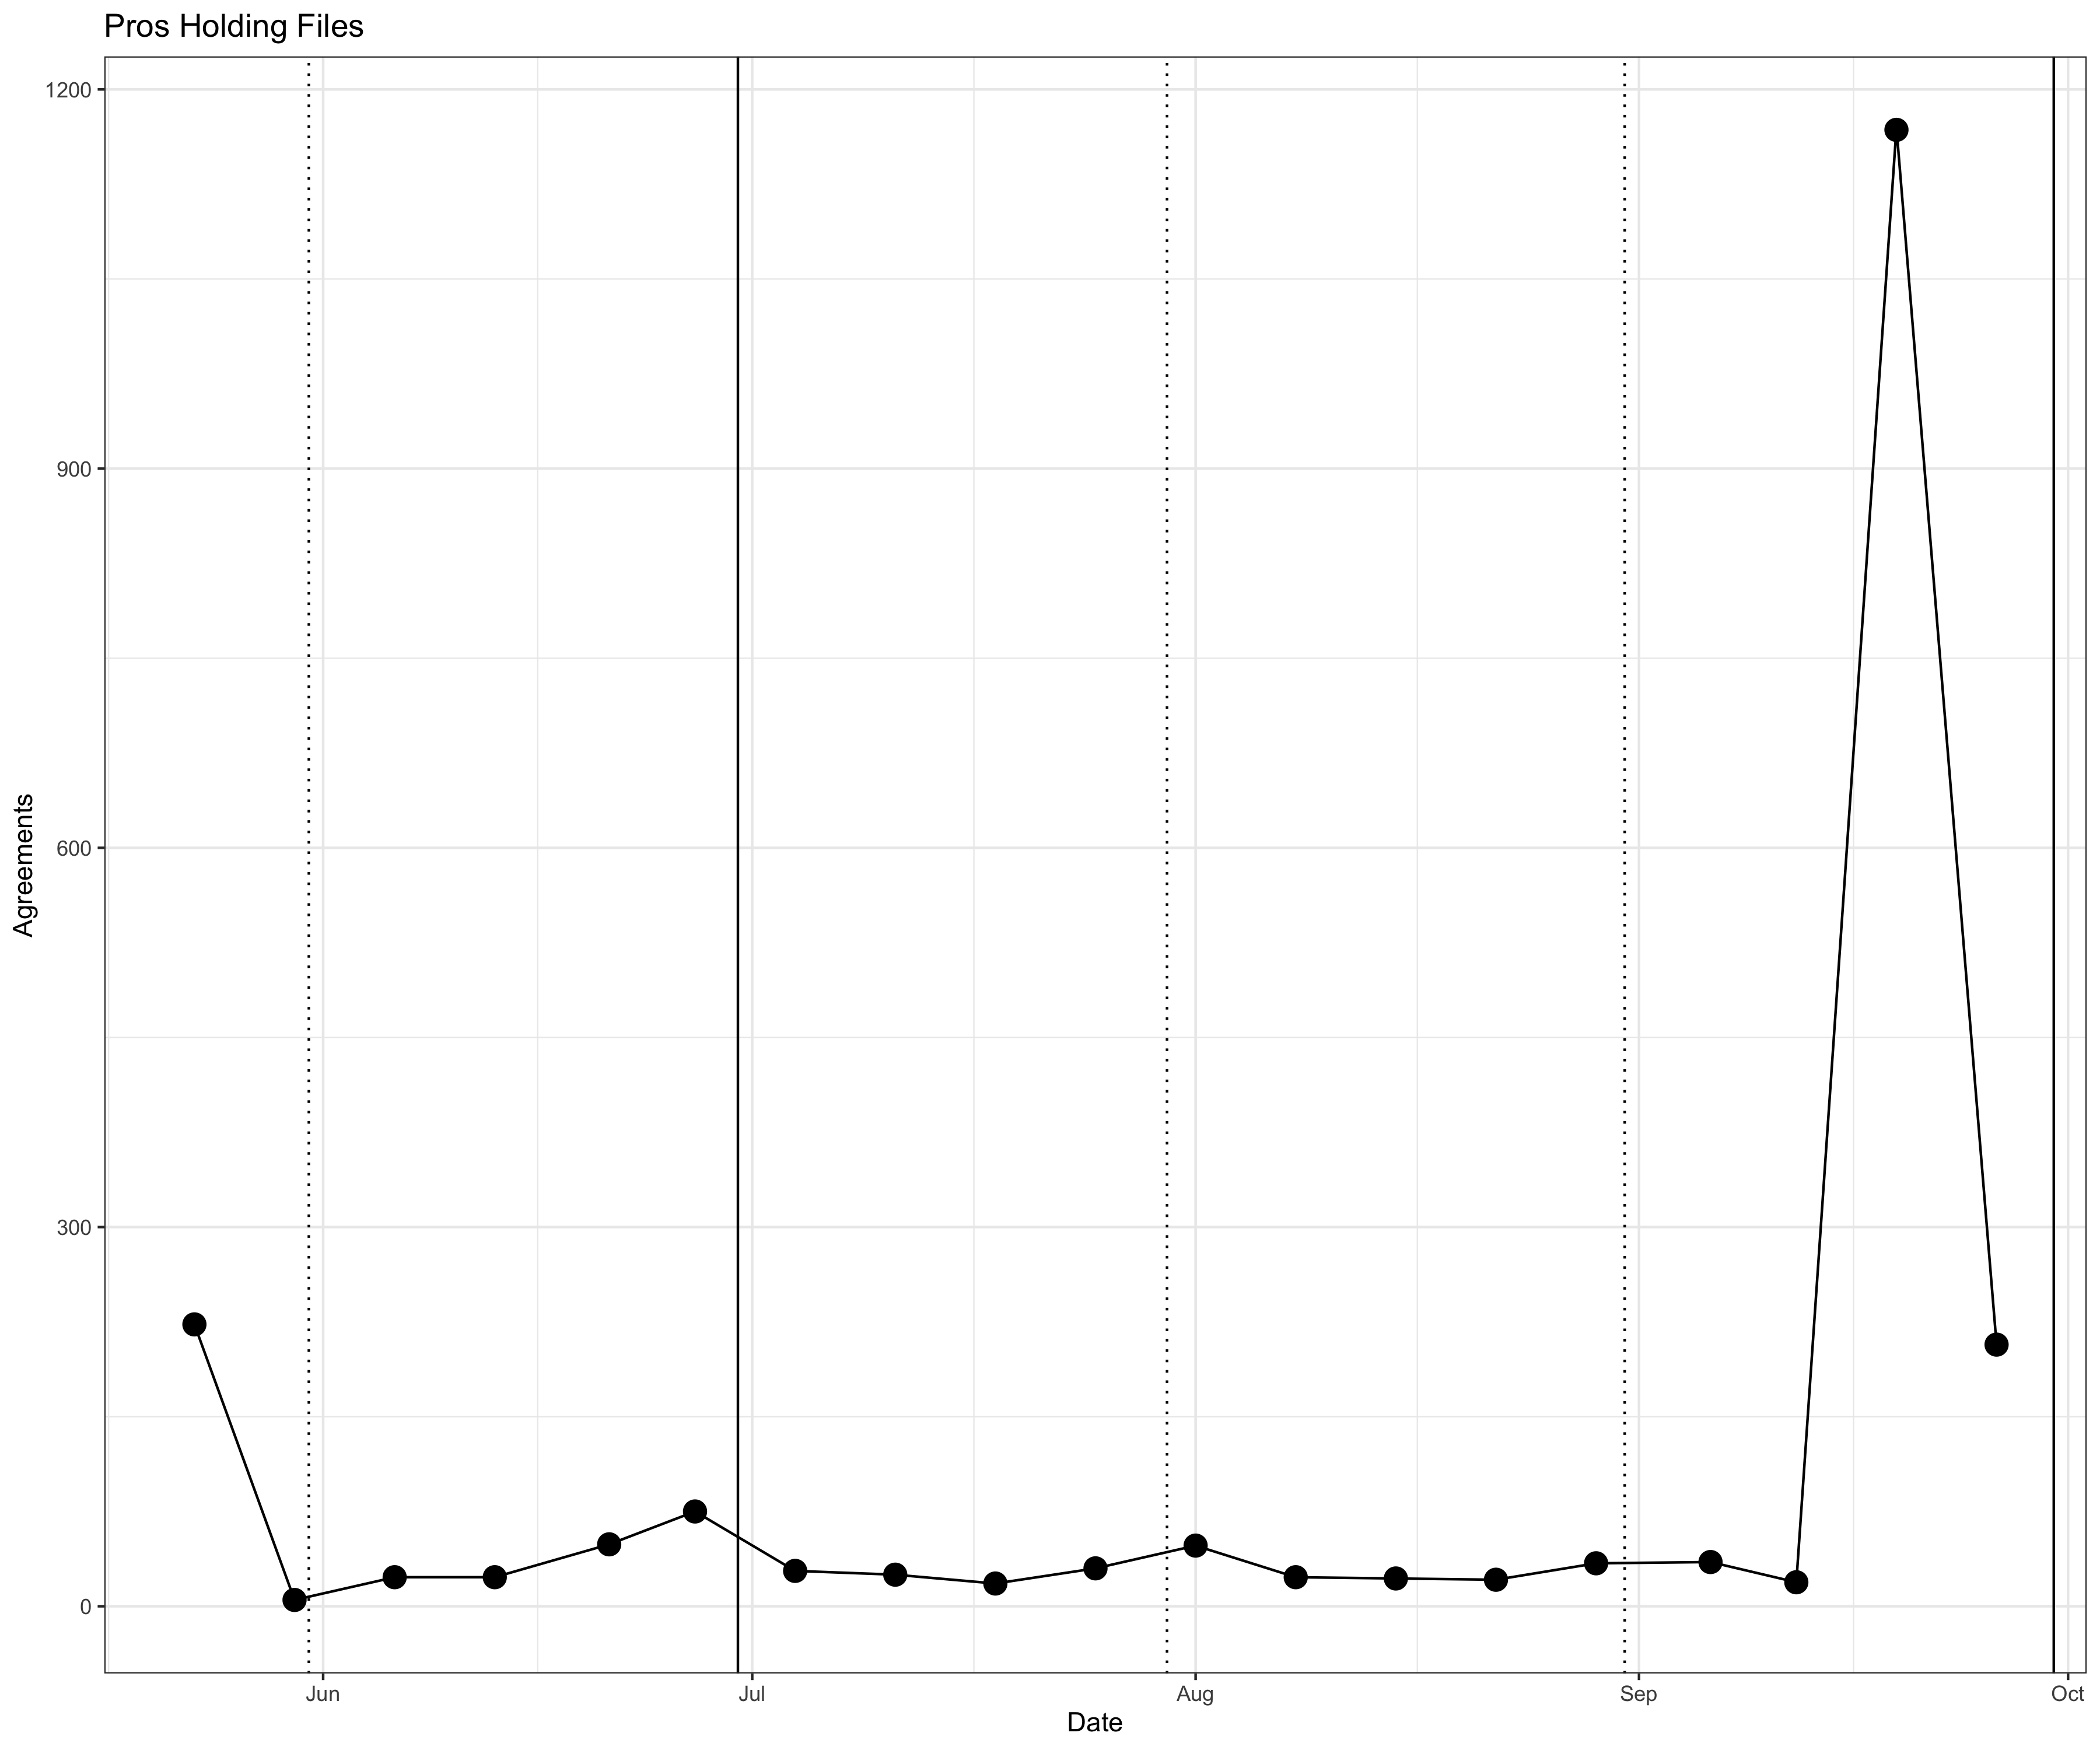 Pros Holding Files
1200
900
600
300
0
Agreements
Jun
Jul
Aug
Sep
Oct
Date